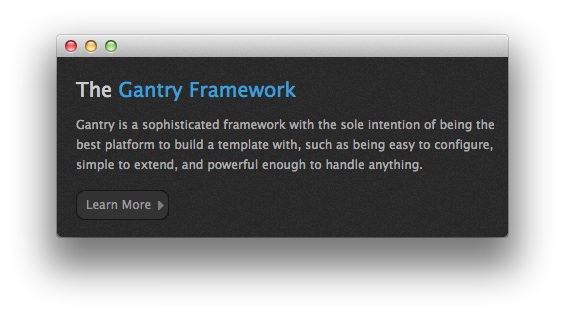 The Gantry Framework
Gantry is a sophisticated framework with the sole intention of being the
best platform to build a template with, such as being easy to configure,
simple to extend, and powerful enough to handle anything.
Learn More